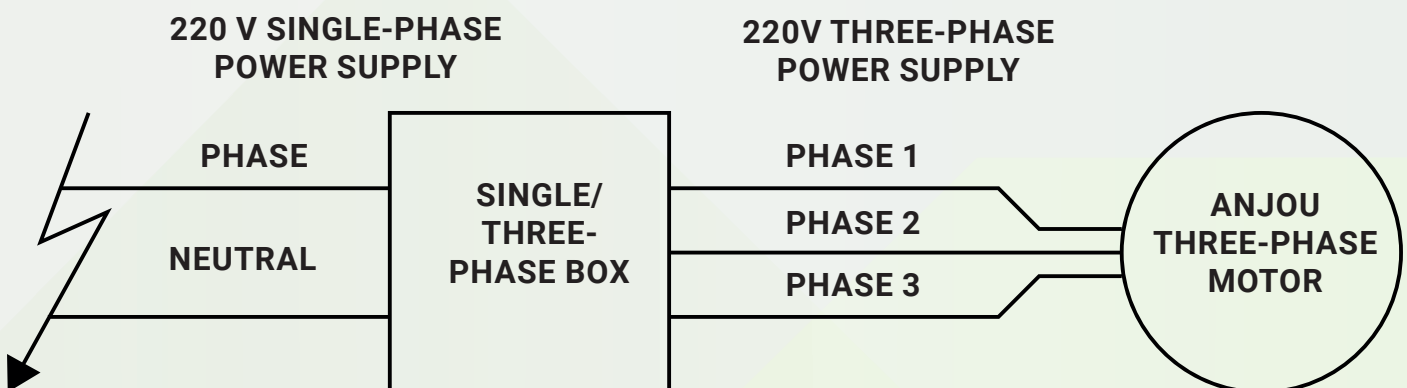 220 V SINGLE-PHASE
POWER SUPPLY
220V THREE-PHASE
POWER SUPPLY
PHASE
NEUTRAL
SINGLE/
THREE-
PHASE BOX
PHASE 1
PHASE 2
PHASE 3
ANJOU
THREE-PHASE
MOTOR